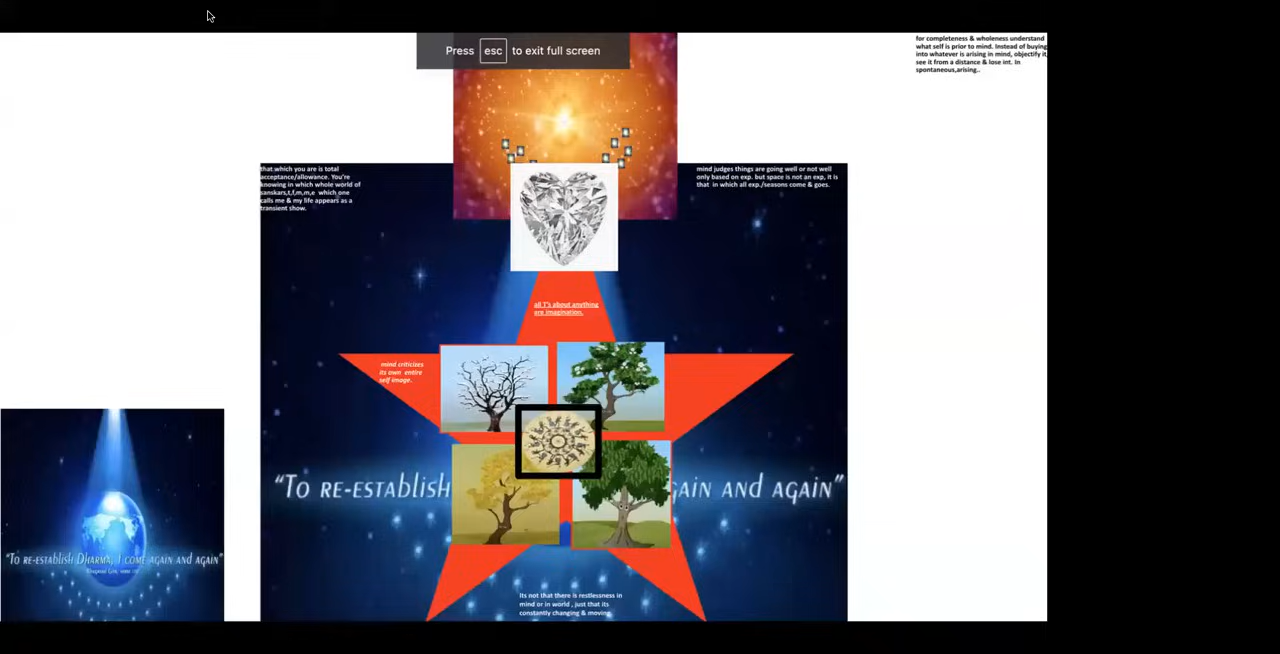 Press esc to exit full screen
for completeness & wholeness understand
what self is prior to mind. Instead of buying
into whatever is arising in mind, objectify it,
see it from a distance & lose int. In
spontaneous,arising..
that which you are is total
acceptance/allowance. You're
knowing in which whole world of
sanskars,t,f,m,m,e which one
calls me & my life appears as a
transient show.
mind judges things are going well or not well
only based on exp. but space is not an exp, it is
that in which all exp./seasons come & goes.
all T's about anything
are imagination.
mind criticizes
its own entire
self image.
"To re-establish gain and again"
"To re-establish Dharma, I come again and again"
Its not that there is restlessness in
mind or in world , just that its
constantly changing & moving